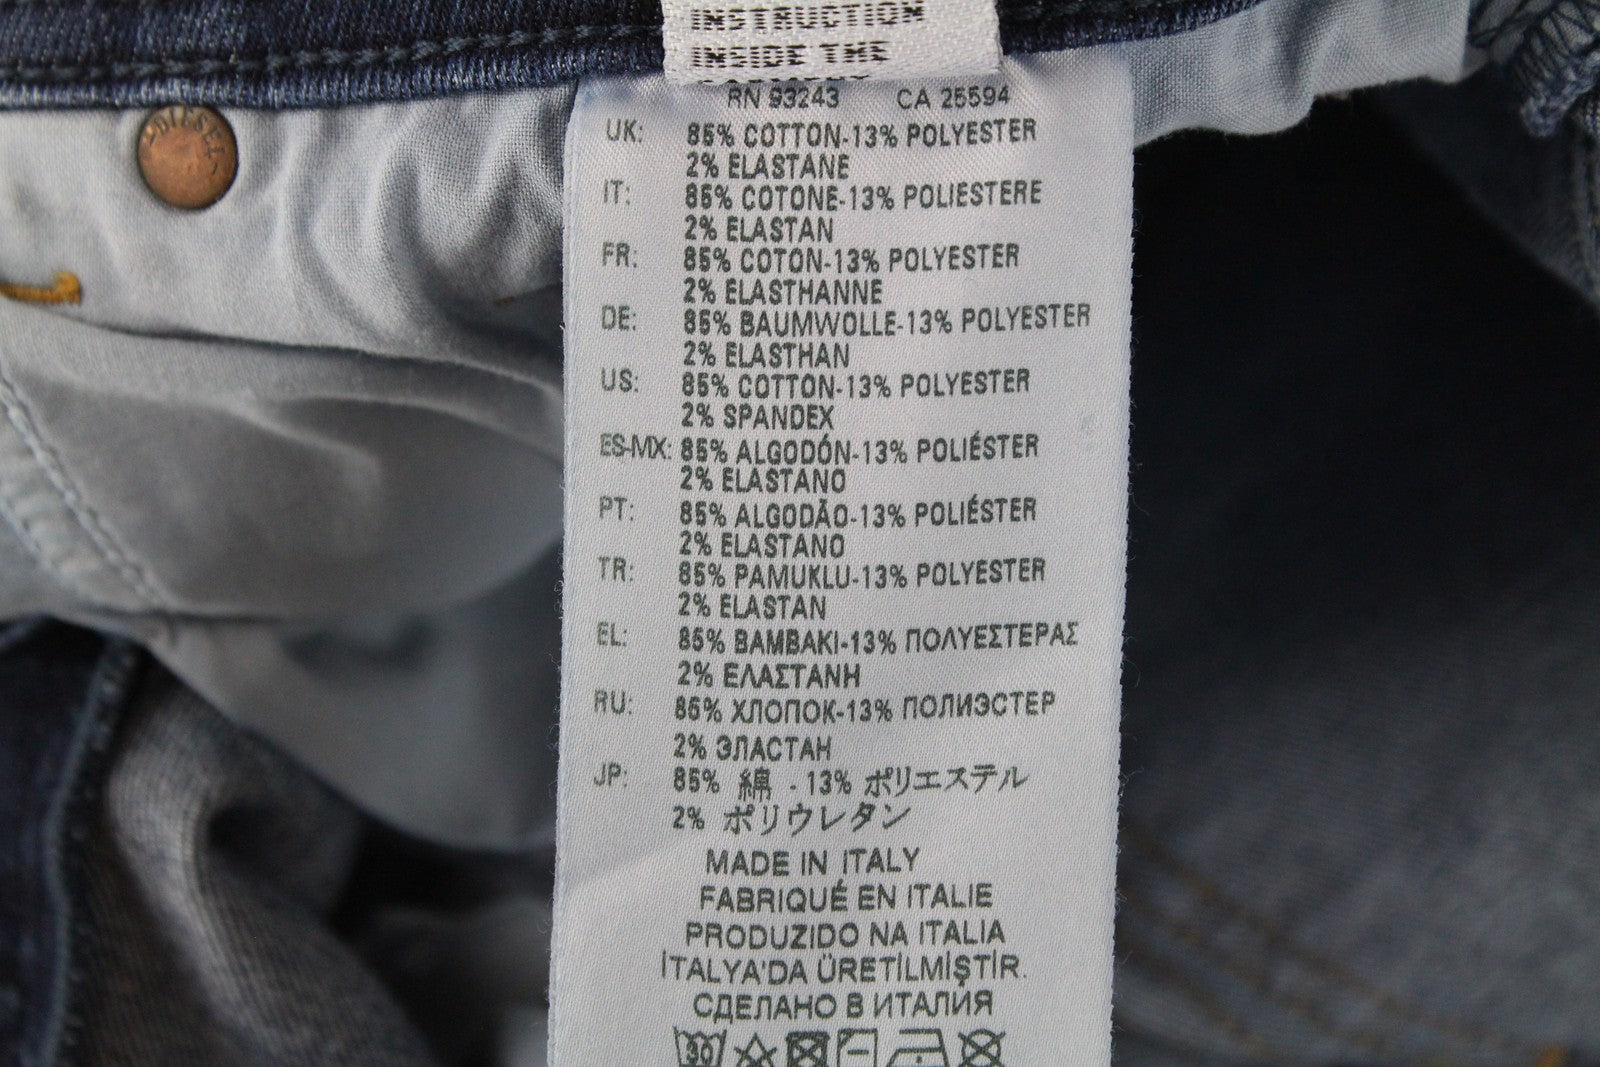 INSTRUCTION
INSIDE THE
GARMENT
RN 93243 CA 25594
UK: 85% COTTON-13% POLYESTER
2% ELASTANE
IT: 85% COTONE-13% POLIESTERE
2% ELASTAN
FR: 85% COTON-13% POLYESTER
2% ELASTHANNE
DE: 85% BAUMWOLLE-13% POLYESTER
2% ELASTHAN
US: 85% COTTON-13% POLYESTER
2% SPANDEX
ES-MX: 85% ALGODÓN-13% POLIÉSTER
2% ELASTANO
PT: 85% ALGODÃO-13% POLIÉSTER
2% ELASTANO
TR: 85% PAMUKLU-13% POLYESTER
2% ELASTAN
EL: 85% ΒΑΜΒΑΚΙ-13% ΠΟΛΥΕΣΤΕΡΑΣ
2% ΕΛΑΣΤΑΝΗ
RU: 85% ХЛОПОК-13% ПОЛИЭСТЕР
2% ЭЛАСТАН
JP: 85% 綿 - 13% ポリエステル
2% ポリウレタン
MADE IN ITALY
FABRIQUÉ EN ITALIE
PRODUZIDO NA ITALIA
İTALYA'DA ÜRETİLMİŞTİR.
СДЕЛАНО В ИТАЛИЯ
30
DIESEL